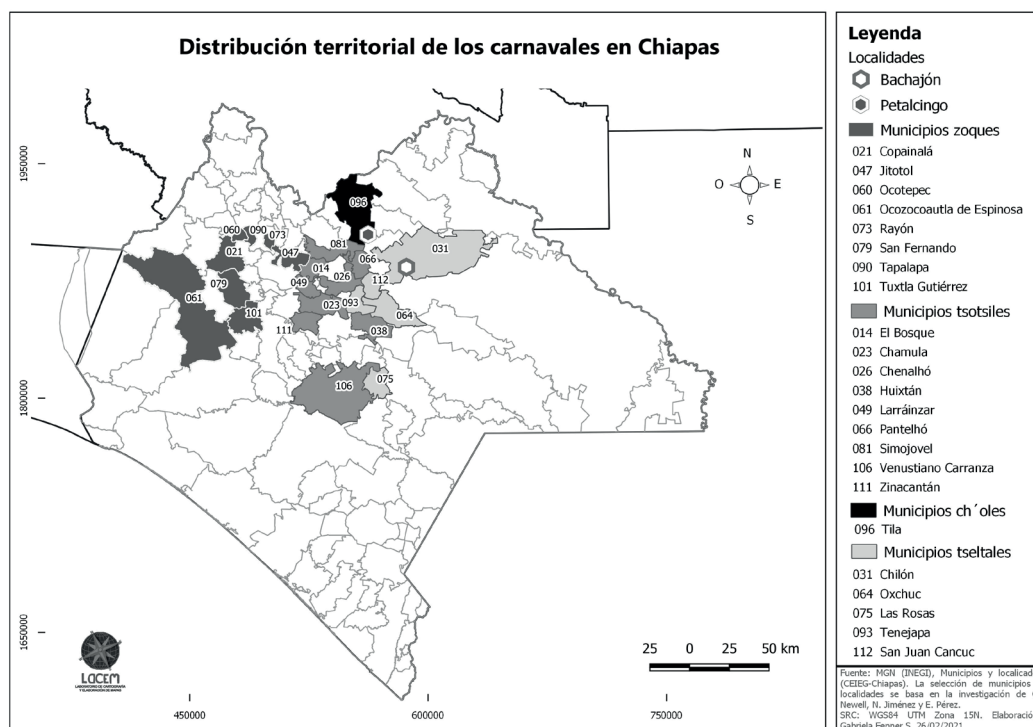 Distribución territorial de los carnavales en Chiapas
1950000
1800000
1650000
450000
600000
750000
N
O
E
S
096
060
090
073
081
031
021
047
014
066
026
112
079
049
061
093
023
064
101
111
038
075
106
25 0 25 50 km
LACEM
LABORATORIO DE CARTOGRAFÍA
Y ELABORACIÓN DE MAPAS
Leyenda
Localidades
Bachajón
Petalcingo
Municipios zoques
021 Copainalá
047 Jitotol
060 Ocotepec
061 Ocozocoautla de Espinosa
073 Rayón
079 San Fernando
090 Tapalapa
101 Tuxtla Gutiérrez
Municipios tsotsiles
014 El Bosque
023 Chamula
026 Chenalhó
038 Huixtán
049 Larráinzar
066 Pantelhó
081 Simojovel
106 Venustiano Carranza
111 Zinacantán
Municipios ch´oles
096 Tila
Municipios tseltales
031 Chilón
064 Oxchuc
075 Las Rosas
093 Tenejapa
112 San Juan Cancuc
Fuente: MGN (INEGI), Municipios y localidad
(CEIEG-Chiapas). La selección de municipios
localidades se basa en la investigación de
Newell, N. Jiménez y E. Pérez.
SRC: WGS84 UTM Zona 15N. Elaboració
Gabriela Fenner S. 26/02/2021